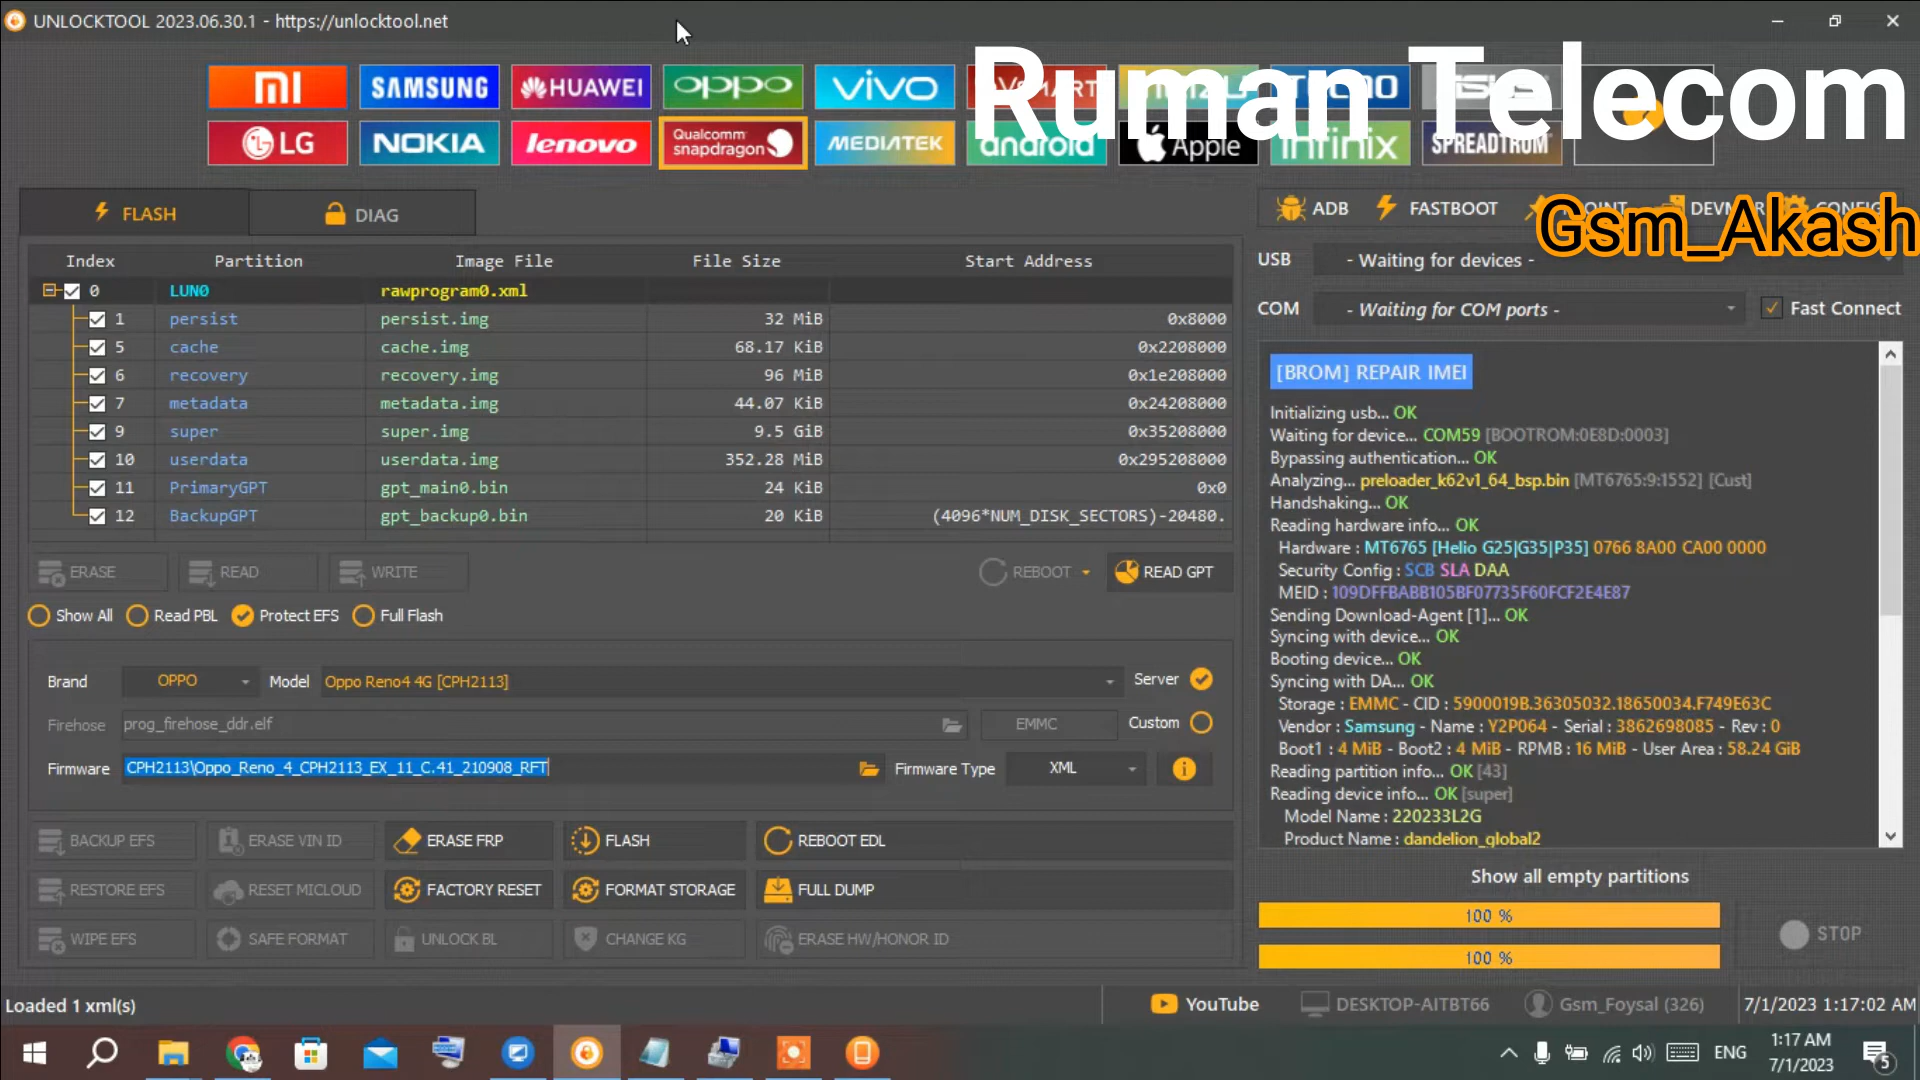 UNLOCKTOOL 2023.06.30.1 - https://unlocktool.net
Ruman Telecom
Gsm_Akash
MI SAMSUNG HUAWEI oppo vivo
LG NOKIA lenovo Qualcomm snapdragon MEDIATEK android Apple Infinix SPREADTRUM
FLASH DIAG
ADB FASTBOOT
Index Partition Image File File Size Start Address
0 LUN0 rawprogram0.xml
1 persist persist.img 32 MiB 0x8000
5 cache cache.img 68.17 KiB 0x2208000
6 recovery recovery.img 96 MiB 0x1e208000
7 metadata metadata.img 44.07 KiB 0x24208000
9 super super.img 9.5 GiB 0x35208000
10 userdata userdata.img 352.28 MiB 0x295208000
11 PrimaryGPT gpt_main0.bin 24 KiB 0x0
12 BackupGPT gpt_backup0.bin 20 KiB (4096*NUM_DISK_SECTORS)-20480.
ERASE READ WRITE REBOOT READ GPT
Show All Read PBL Protect EFS Full Flash
Brand OPPO Model Oppo Reno4 4G [CPH2113] Server
Firehose prog_firehose_ddr.elf EMMC Custom
Firmware CPH2113\Oppo_Reno_4_CPH2113_EX_11_C.41_210908_RFT Firmware Type XML
BACKUP EFS ERASE VIN ID ERASE FRP FLASH REBOOT EDL
RESTORE EFS RESET MICLOUD FACTORY RESET FORMAT STORAGE FULL DUMP
WIPE EFS SAFE FORMAT UNLOCK BL CHANGE KG ERASE HW/HONOR ID
USB - Waiting for devices -
COM - Waiting for COM ports - Fast Connect
[BROM] REPAIR IMEI
Initializing usb... OK
Waiting for device... COM59 [BOOTROM:0E8D:0003]
Bypassing authentication... OK
Analyzing... preloader_k62v1_64_bsp.bin [MT6765:9:1552] [Cust]
Handshaking... OK
Reading hardware info... OK
Hardware : MT6765 [Helio G25|G35|P35] 0766 8A00 CA00 0000
Security Config : SCB SLA DAA
MEID : 109DFFBABB105BF07735F60FCF2E4E87
Sending Download-Agent [1]... OK
Syncing with device... OK
Booting device... OK
Syncing with DA... OK
Storage : EMMC - CID : 5900019B.36305032.18650034.F749E63C
Vendor : Samsung - Name : Y2P064 - Serial : 3862698085 - Rev : 0
Boot1 : 4 MiB - Boot2 : 4 MiB - RPMB : 16 MiB - User Area : 58.24 GiB
Reading partition info... OK [43]
Reading device info... OK [super]
Model Name : 220233L2G
Product Name : dandelion_global2
Show all empty partitions
100 %
100 %
STOP
Loaded 1 xml(s) YouTube DESKTOP-AITBT66 Gsm_Foysal (326) 7/1/2023 1:17:02 AM
ENG 1:17 AM
7/1/2023
5